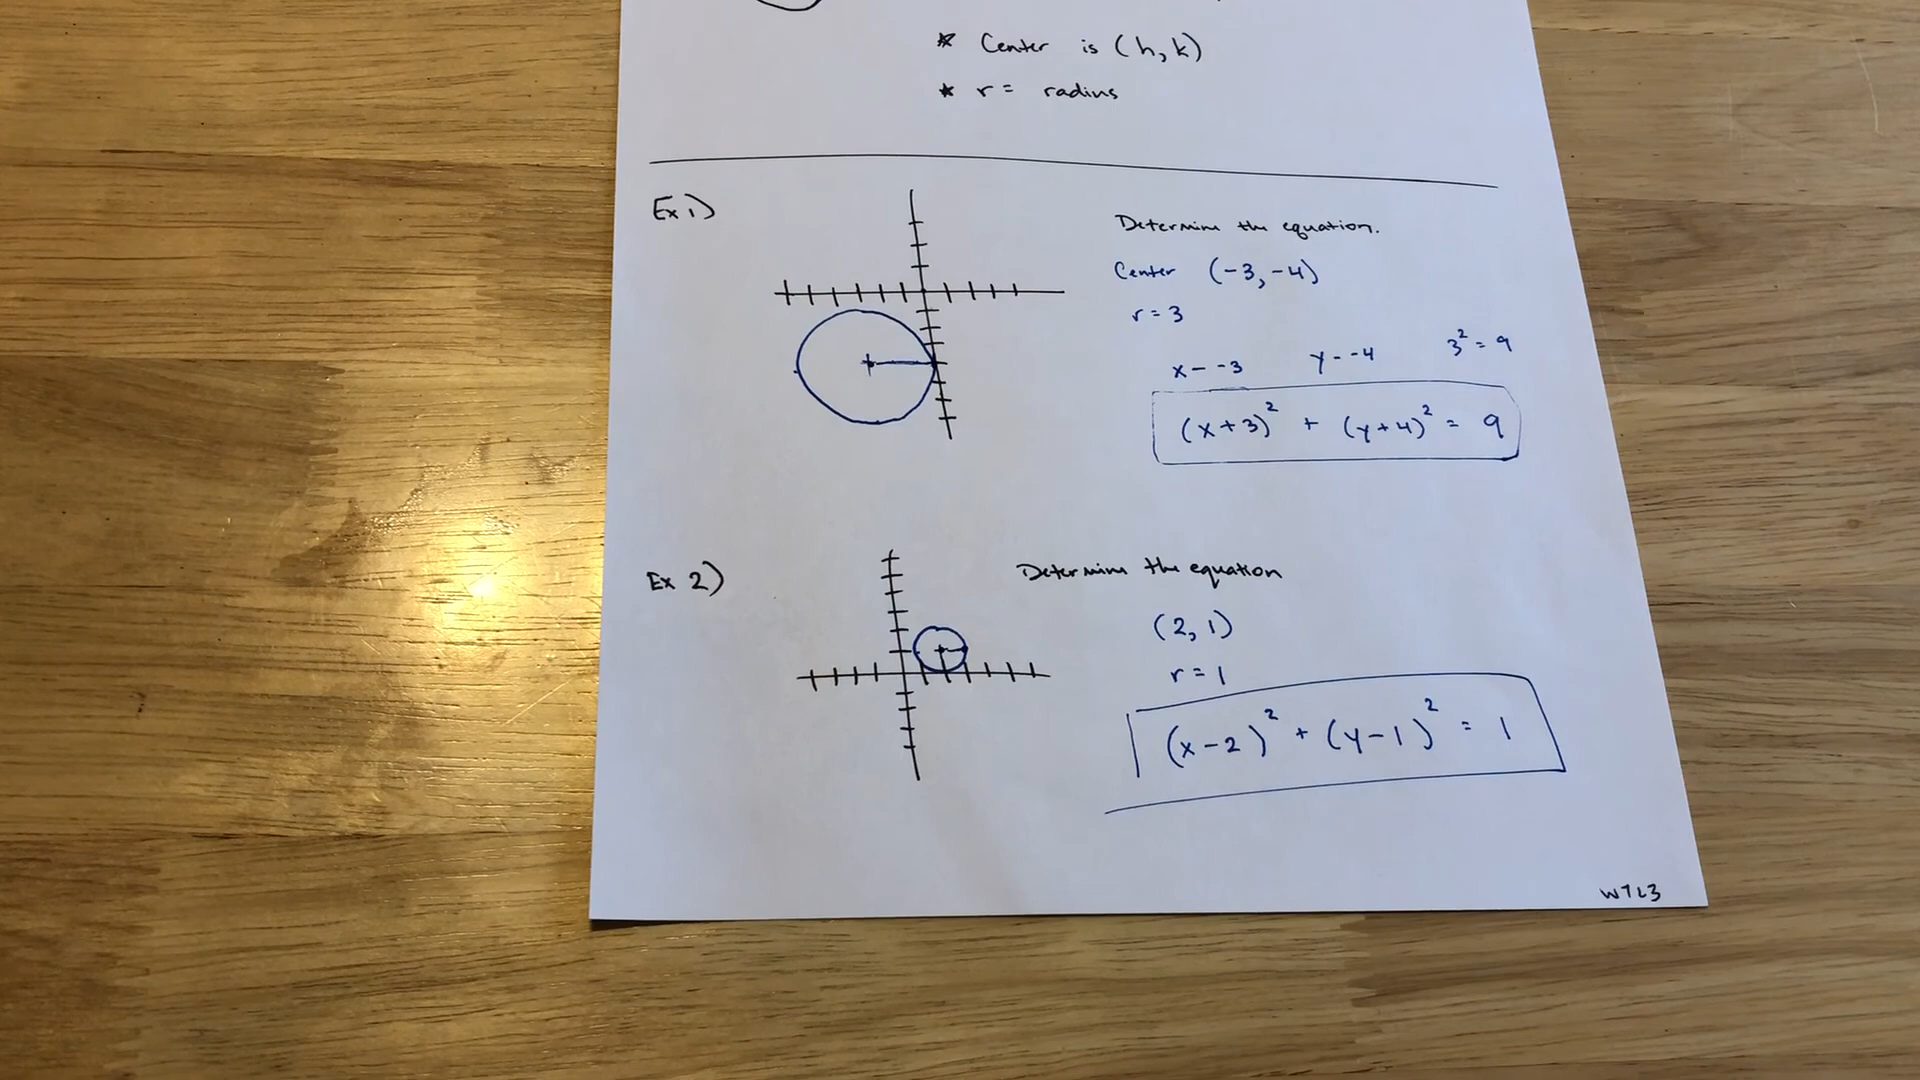 * Center is (h, k)
* r = radius
Ex 1)
Determine the equation.
Center (-3, -4)
r = 3
x - -3 y - -4 3² = 9
(x+3)² + (y+4)² = 9
Ex 2)
Determine the equation
(2, 1)
r = 1
(x-2)² + (y-1)² = 1
W7L3